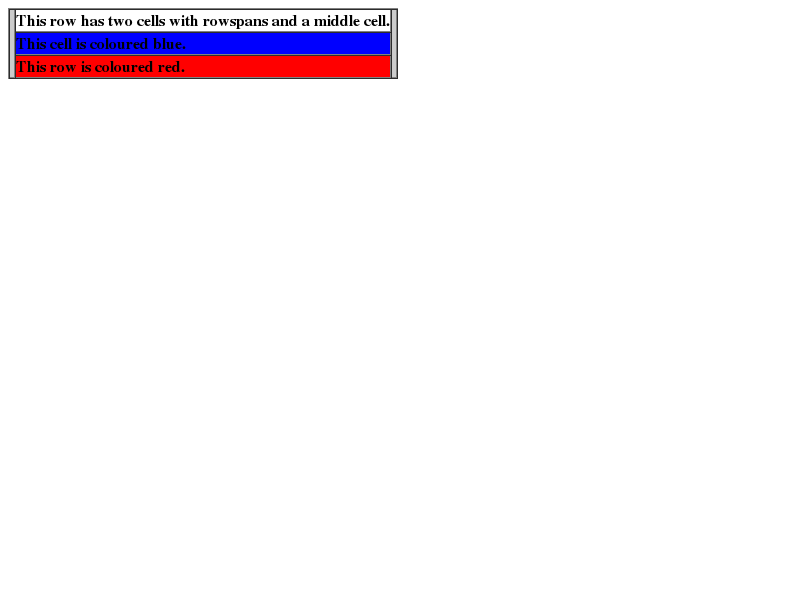 This row has two cells with rowspans and a middle cell.
This cell is coloured blue.
This row is coloured red.